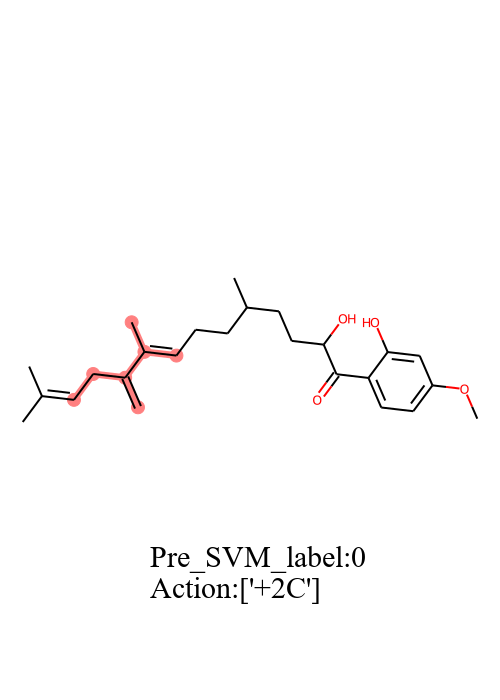 OH
HO
O
O
Pre_SVM_label:0
Action:['+2C']